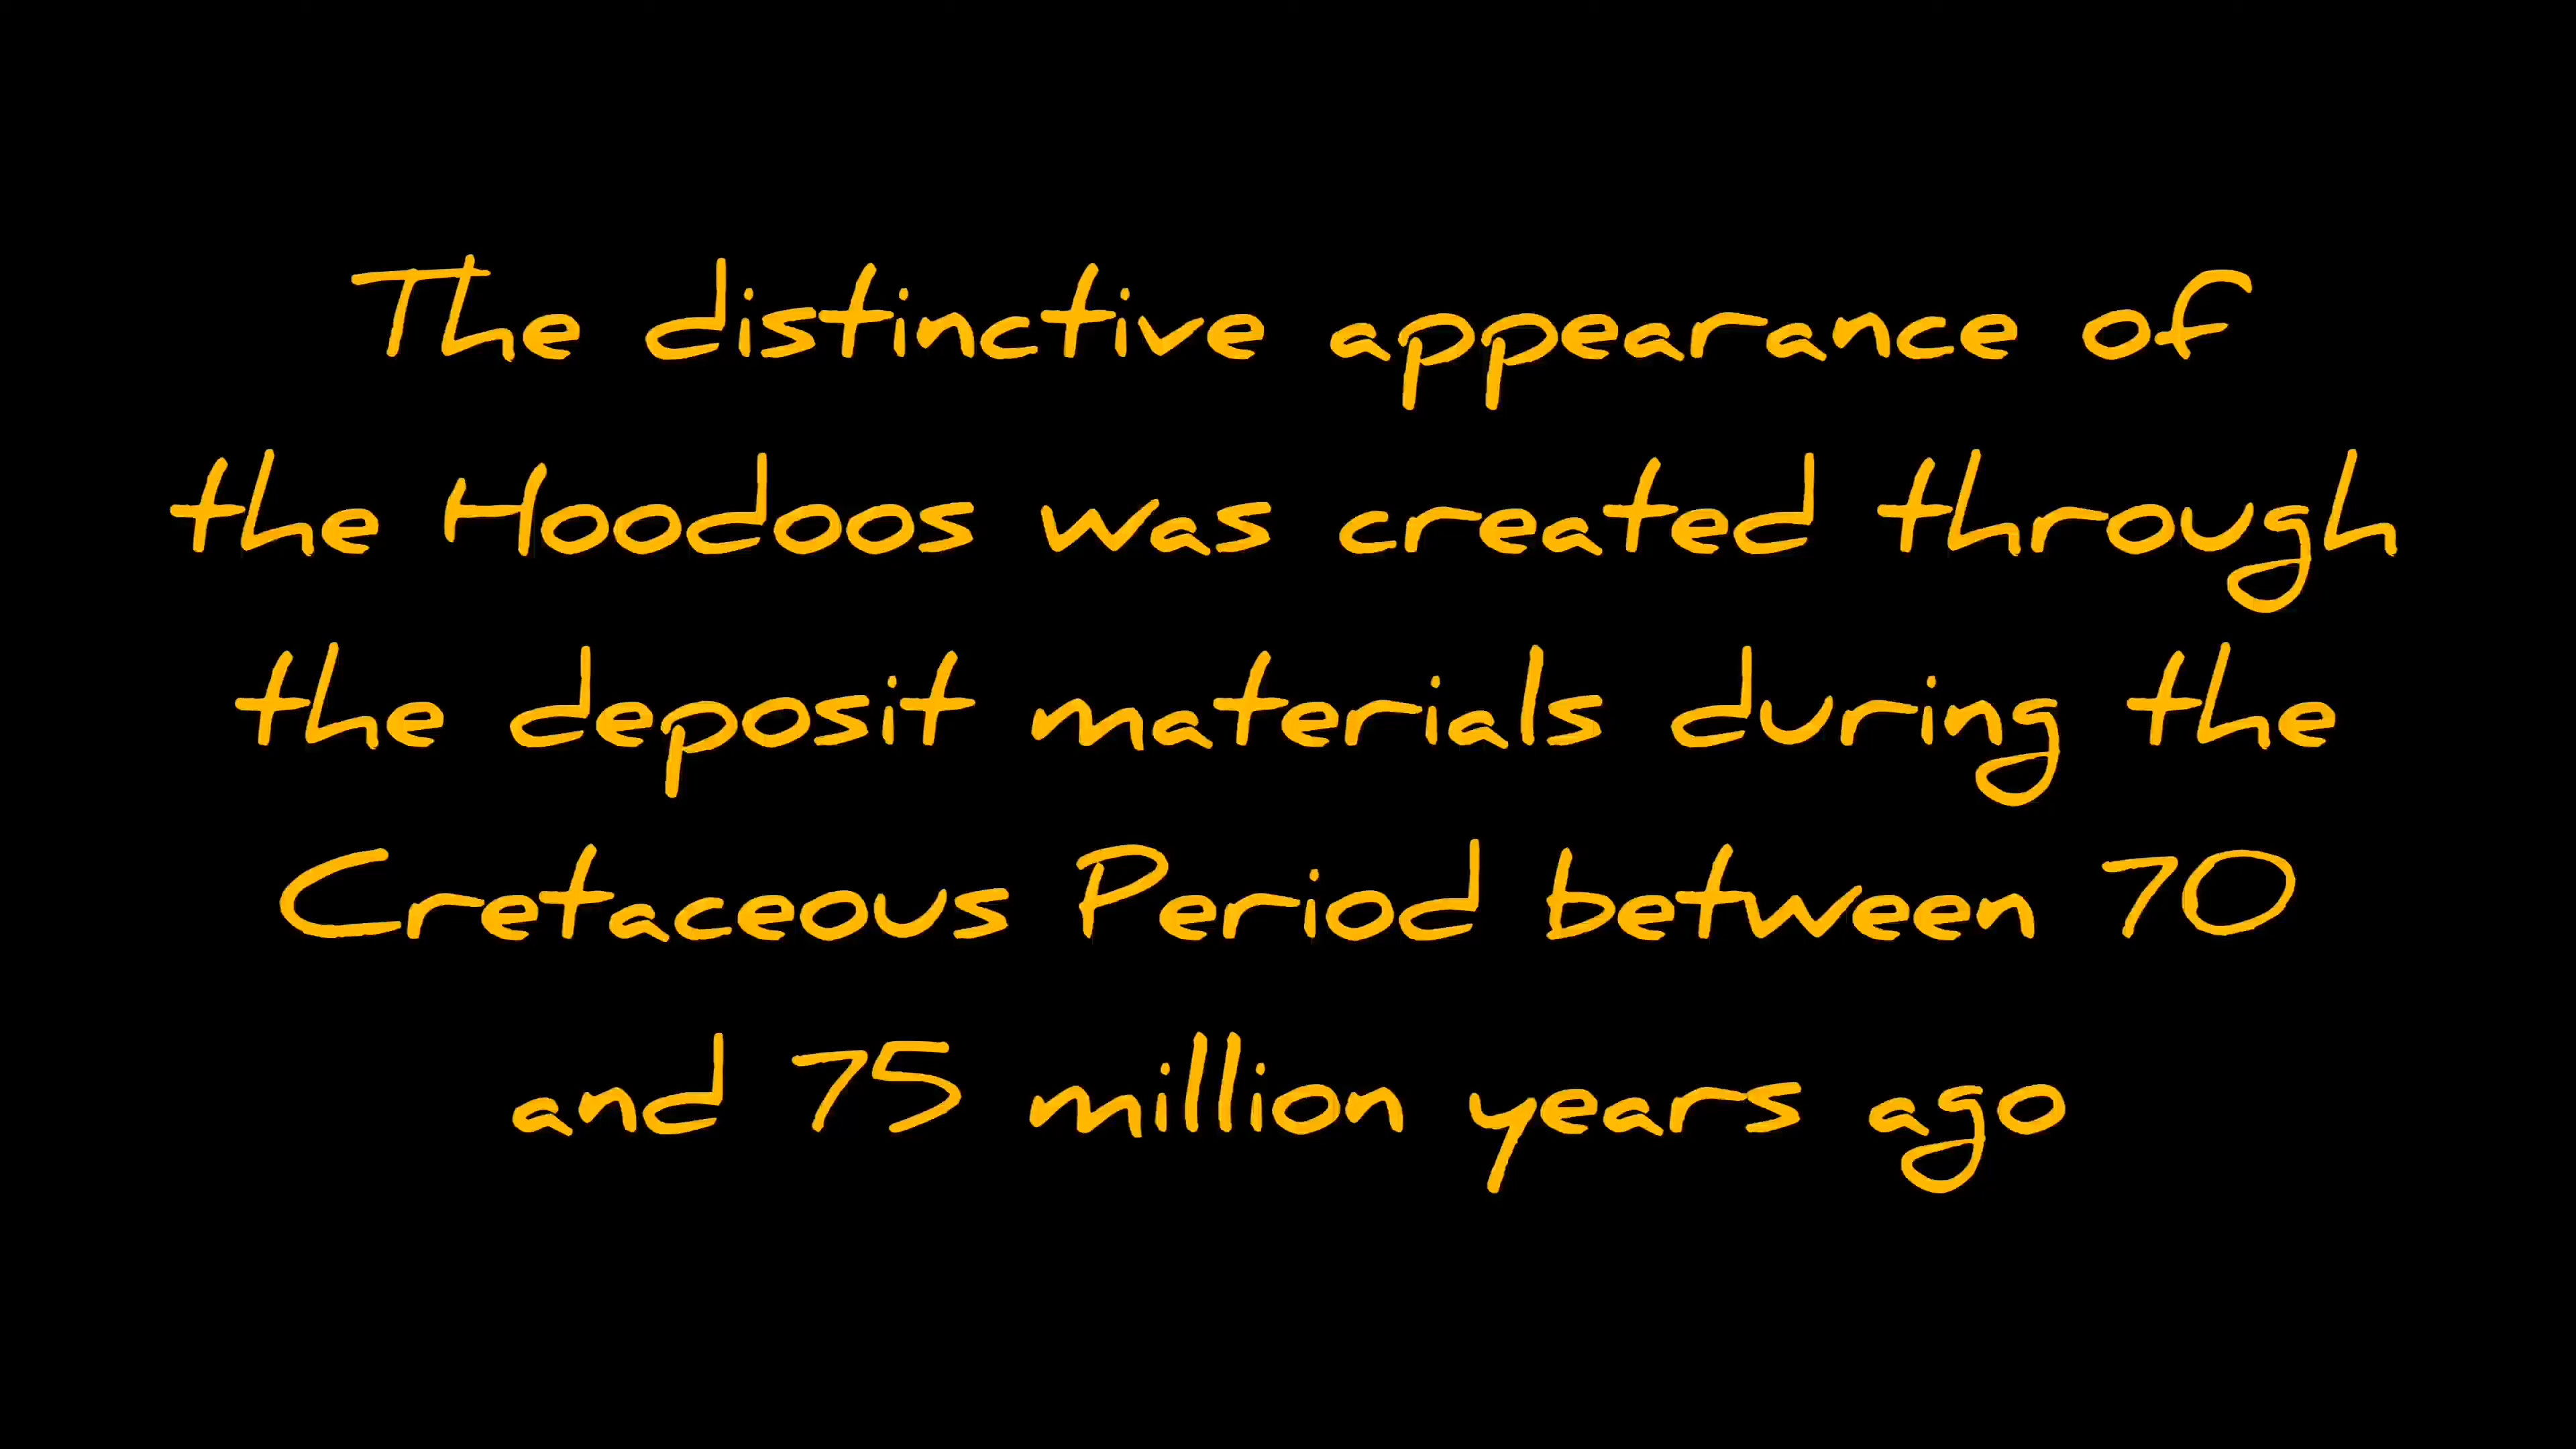 The distinctive appearance of
the Hoodoos was created through
the deposit materials during the
Cretaceous Period between 70
and 75 million years ago